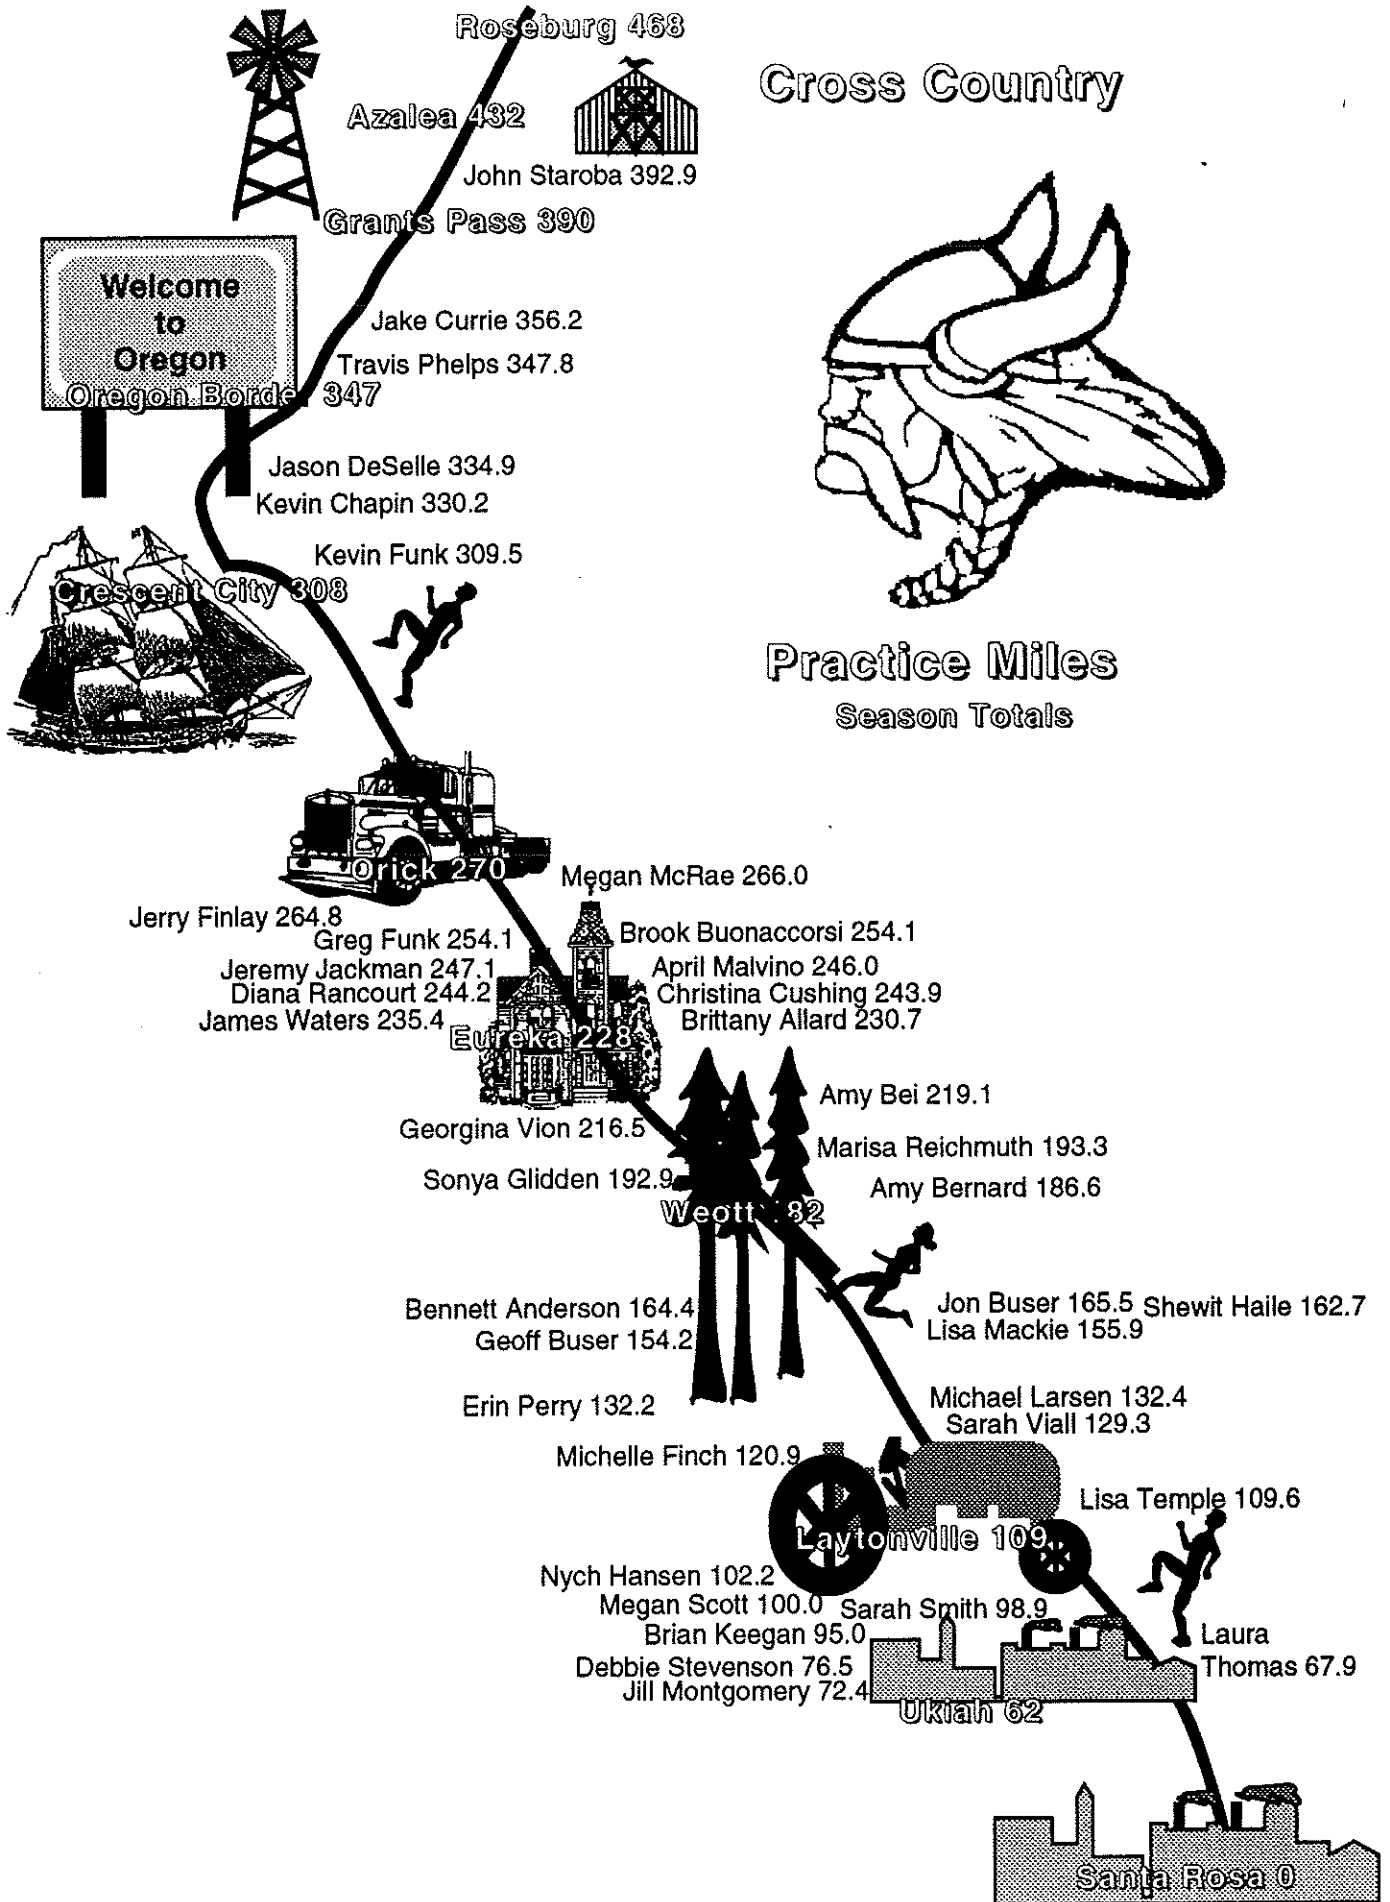 Roseburg 468
Cross Country
Azalea 432
John Staroba 392.9
Grants Pass 390
Welcome
to
Oregon
Jake Currie 356.2
Travis Phelps 347.8
Oregon Border 347
Jason DeSelle 334.9
Kevin Chapin 330.2
Kevin Funk 309.5
Crescent City 308
Practice Miles
Season Totals
Orick 270
Megan McRae 266.0
Jerry Finlay 264.8
Greg Funk 254.1
Brook Buonaccorsi 254.1
Jeremy Jackman 247.1
April Malvino 246.0
Diana Rancourt 244.2
Christina Cushing 243.9
James Waters 235.4
Brittany Allard 230.7
Eureka 228
Amy Bei 219.1
Georgina Vion 216.5
Marisa Reichmuth 193.3
Sonya Glidden 192.9
Amy Bernard 186.6
Weott 182
Jon Buser 165.5
Shewit Haile 162.7
Bennett Anderson 164.4
Lisa Mackie 155.9
Geoff Buser 154.2
Michael Larsen 132.4
Erin Perry 132.2
Sarah Viall 129.3
Michelle Finch 120.9
Lisa Temple 109.6
Laytonville 109
Nych Hansen 102.2
Megan Scott 100.0
Sarah Smith 98.9
Brian Keegan 95.0
Laura
Thomas 67.9
Debbie Stevenson 76.5
Jill Montgomery 72.4
Ukiah 62
Santa Rosa 0